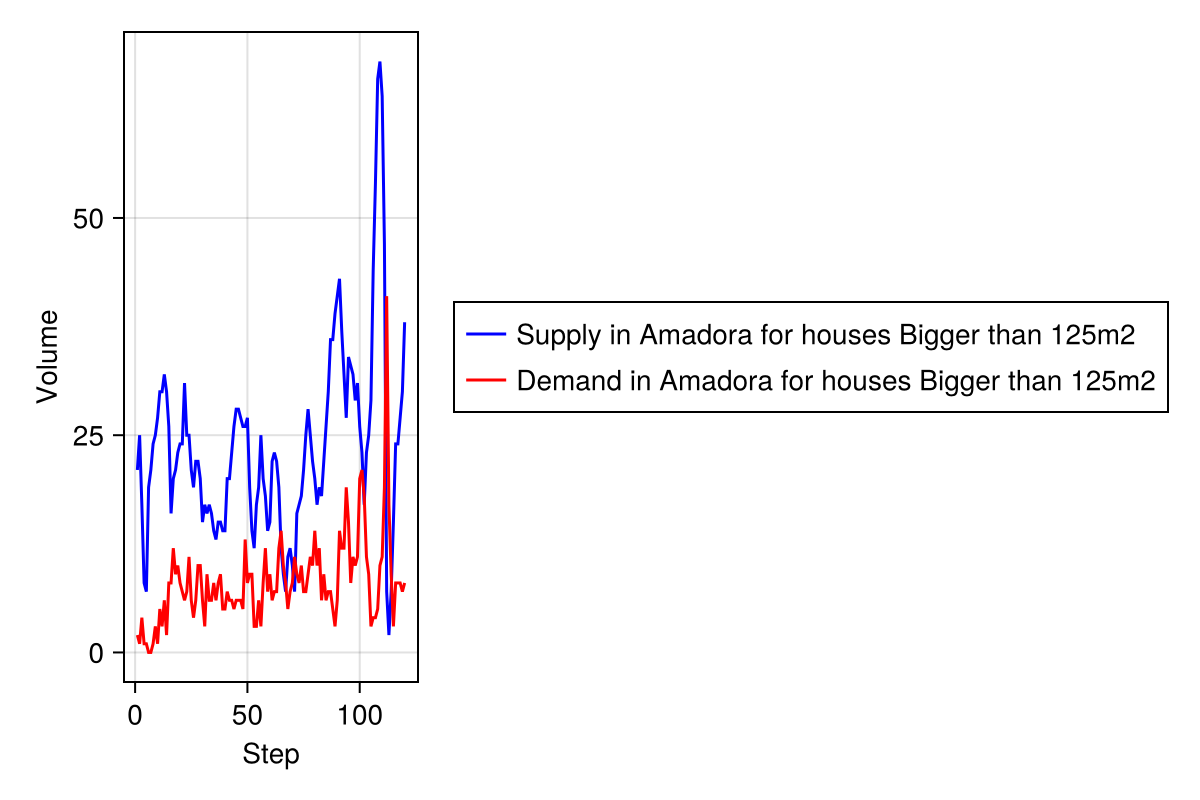 Volume
50
25
0
0 50 100
Step
Supply in Amadora for houses Bigger than 125m2
Demand in Amadora for houses Bigger than 125m2